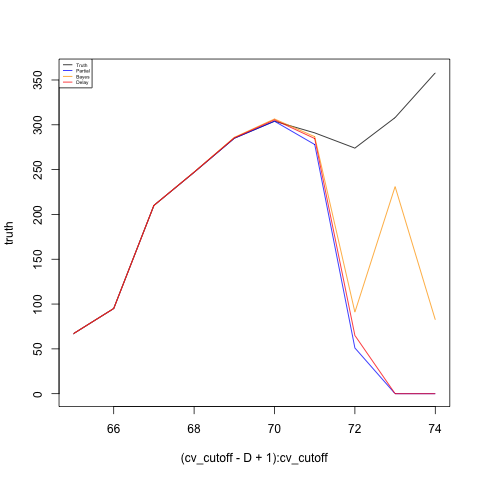 Truth
Partial
Bayes
Delay
350
300
250
200
150
100
50
0
truth
66 68 70 72 74
(cv_cutoff - D + 1):cv_cutoff